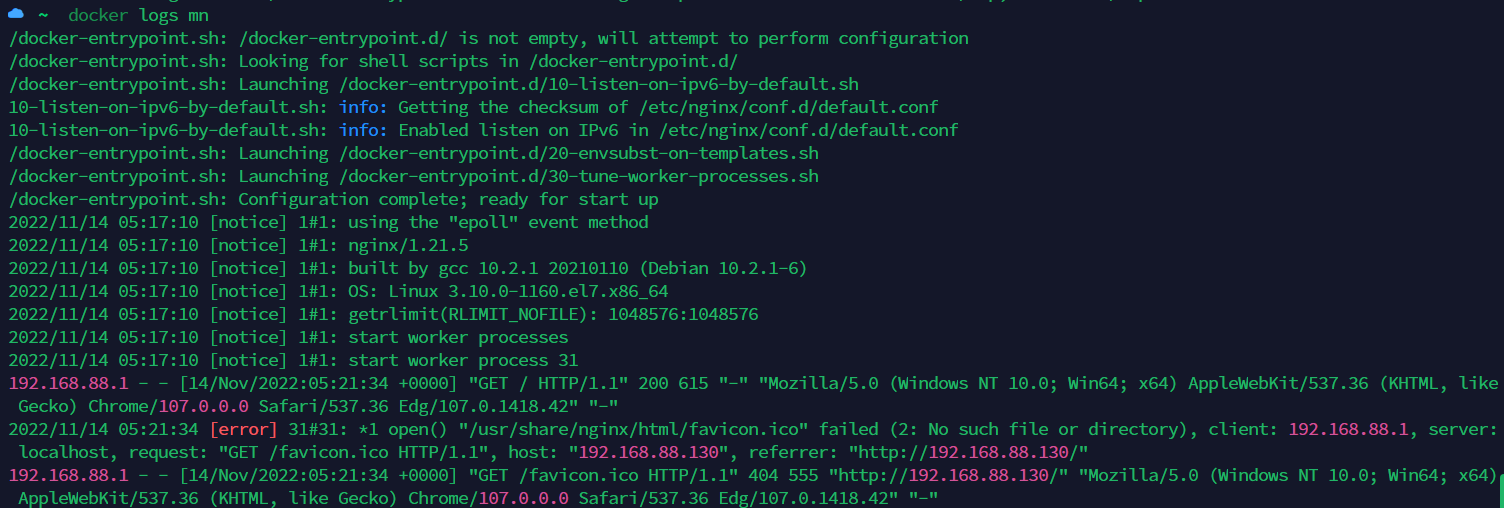 ~ docker logs mn
/docker-entrypoint.sh: /docker-entrypoint.d/ is not empty, will attempt to perform configuration
/docker-entrypoint.sh: Looking for shell scripts in /docker-entrypoint.d/
/docker-entrypoint.sh: Launching /docker-entrypoint.d/10-listen-on-ipv6-by-default.sh
10-listen-on-ipv6-by-default.sh: info: Getting the checksum of /etc/nginx/conf.d/default.conf
10-listen-on-ipv6-by-default.sh: info: Enabled listen on IPv6 in /etc/nginx/conf.d/default.conf
/docker-entrypoint.sh: Launching /docker-entrypoint.d/20-envsubst-on-templates.sh
/docker-entrypoint.sh: Launching /docker-entrypoint.d/30-tune-worker-processes.sh
/docker-entrypoint.sh: Configuration complete; ready for start up
2022/11/14 05:17:10 [notice] 1#1: using the "epoll" event method
2022/11/14 05:17:10 [notice] 1#1: nginx/1.21.5
2022/11/14 05:17:10 [notice] 1#1: built by gcc 10.2.1 20210110 (Debian 10.2.1-6)
2022/11/14 05:17:10 [notice] 1#1: OS: Linux 3.10.0-1160.el7.x86_64
2022/11/14 05:17:10 [notice] 1#1: getrlimit(RLIMIT_NOFILE): 1048576:1048576
2022/11/14 05:17:10 [notice] 1#1: start worker processes
2022/11/14 05:17:10 [notice] 1#1: start worker process 31
192.168.88.1 - - [14/Nov/2022:05:21:34 +0000] "GET / HTTP/1.1" 200 615 "-" "Mozilla/5.0 (Windows NT 10.0; Win64; x64) AppleWebKit/537.36 (KHTML, like
Gecko) Chrome/107.0.0.0 Safari/537.36 Edg/107.0.1418.42" "-"
2022/11/14 05:21:34 [error] 31#31: *1 open() "/usr/share/nginx/html/favicon.ico" failed (2: No such file or directory), client: 192.168.88.1, server:
localhost, request: "GET /favicon.ico HTTP/1.1", host: "192.168.88.130", referrer: "http://192.168.88.130/"
192.168.88.1 - - [14/Nov/2022:05:21:34 +0000] "GET /favicon.ico HTTP/1.1" 404 555 "http://192.168.88.130/" "Mozilla/5.0 (Windows NT 10.0; Win64; x64)
AppleWebKit/537.36 (KHTML, like Gecko) Chrome/107.0.0.0 Safari/537.36 Edg/107.0.1418.42" "-"